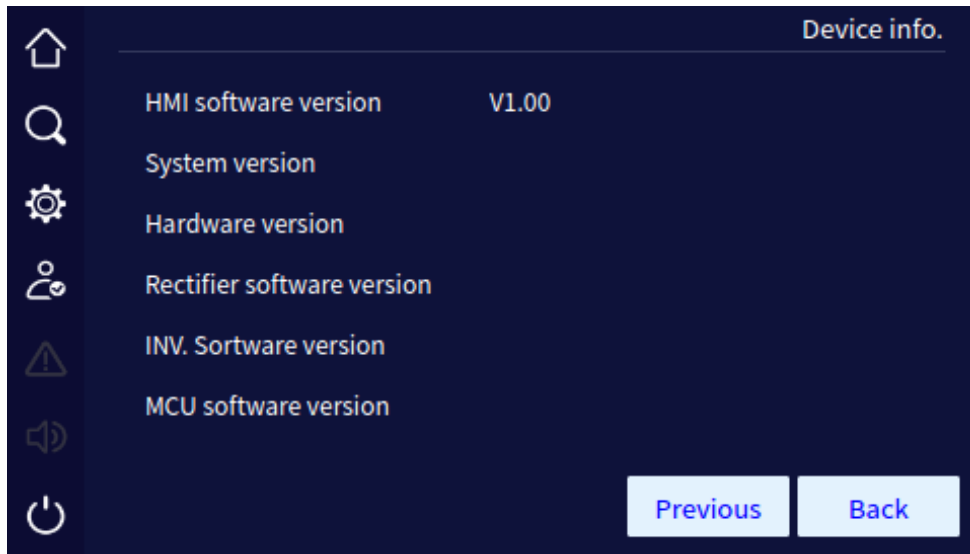 Device info.
HMI software version V1.00
System version
Hardware version
Rectifier software version
INV. Sortware version
MCU software version
Previous Back